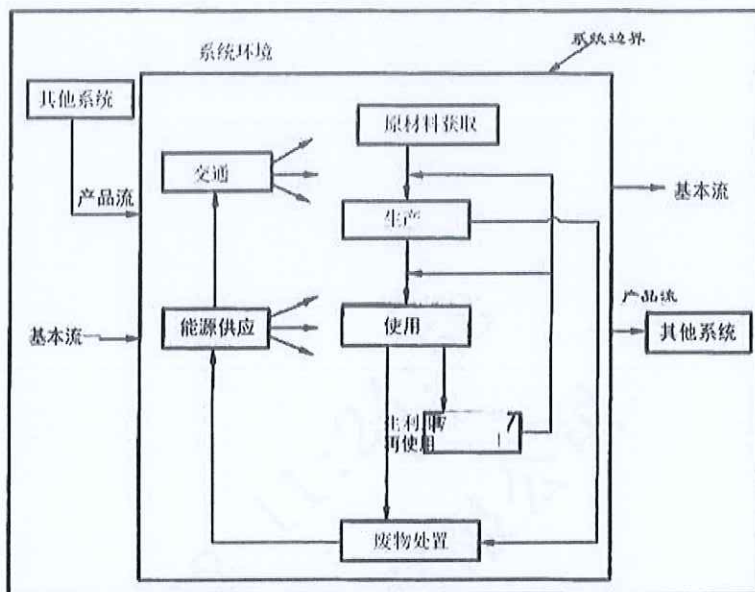 系统环境
系统边界
其他系统
原材料获取
交通
产品流
基本流
生产
产品流
能源供应
使用
基本流
其他系统
再使用
废物处置